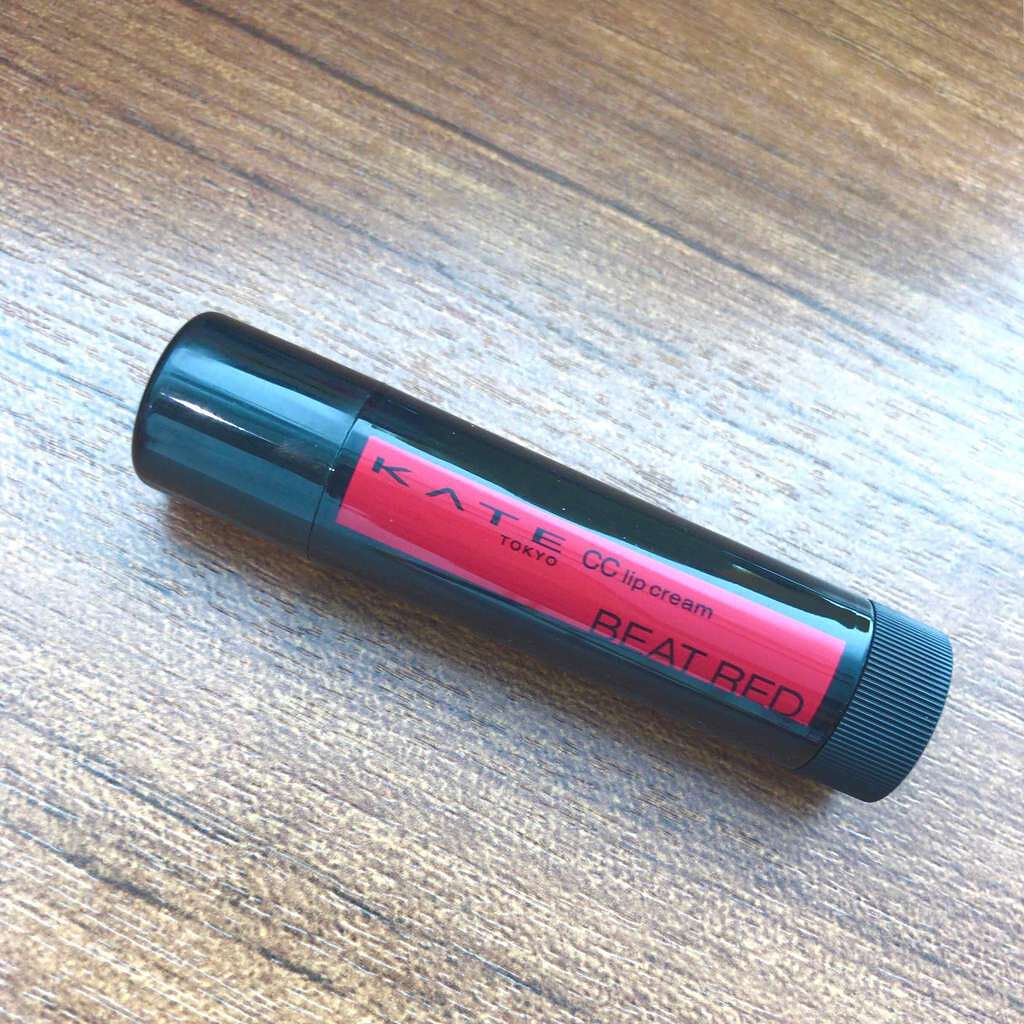 KATE
TOKYO
CC lip cream
BEAT RED